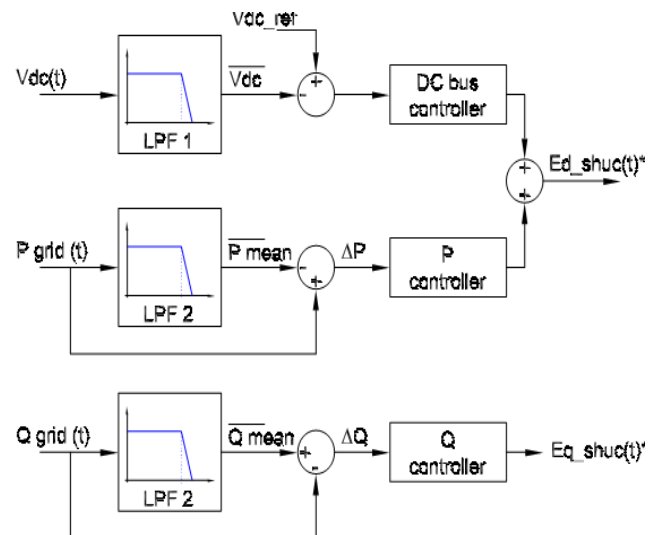 Vdc_ref
Vdc(t)
Vdc
+
-
DC bus
controller
LPF 1
+
+
Ed_shuc(t)*
P grid (t)
P mean
-
+
ΔP
P
controller
LPF 2
Q grid (t)
Q mean
+
-
ΔQ
Q
controller
Eq_shuc(t)*
LPF 2